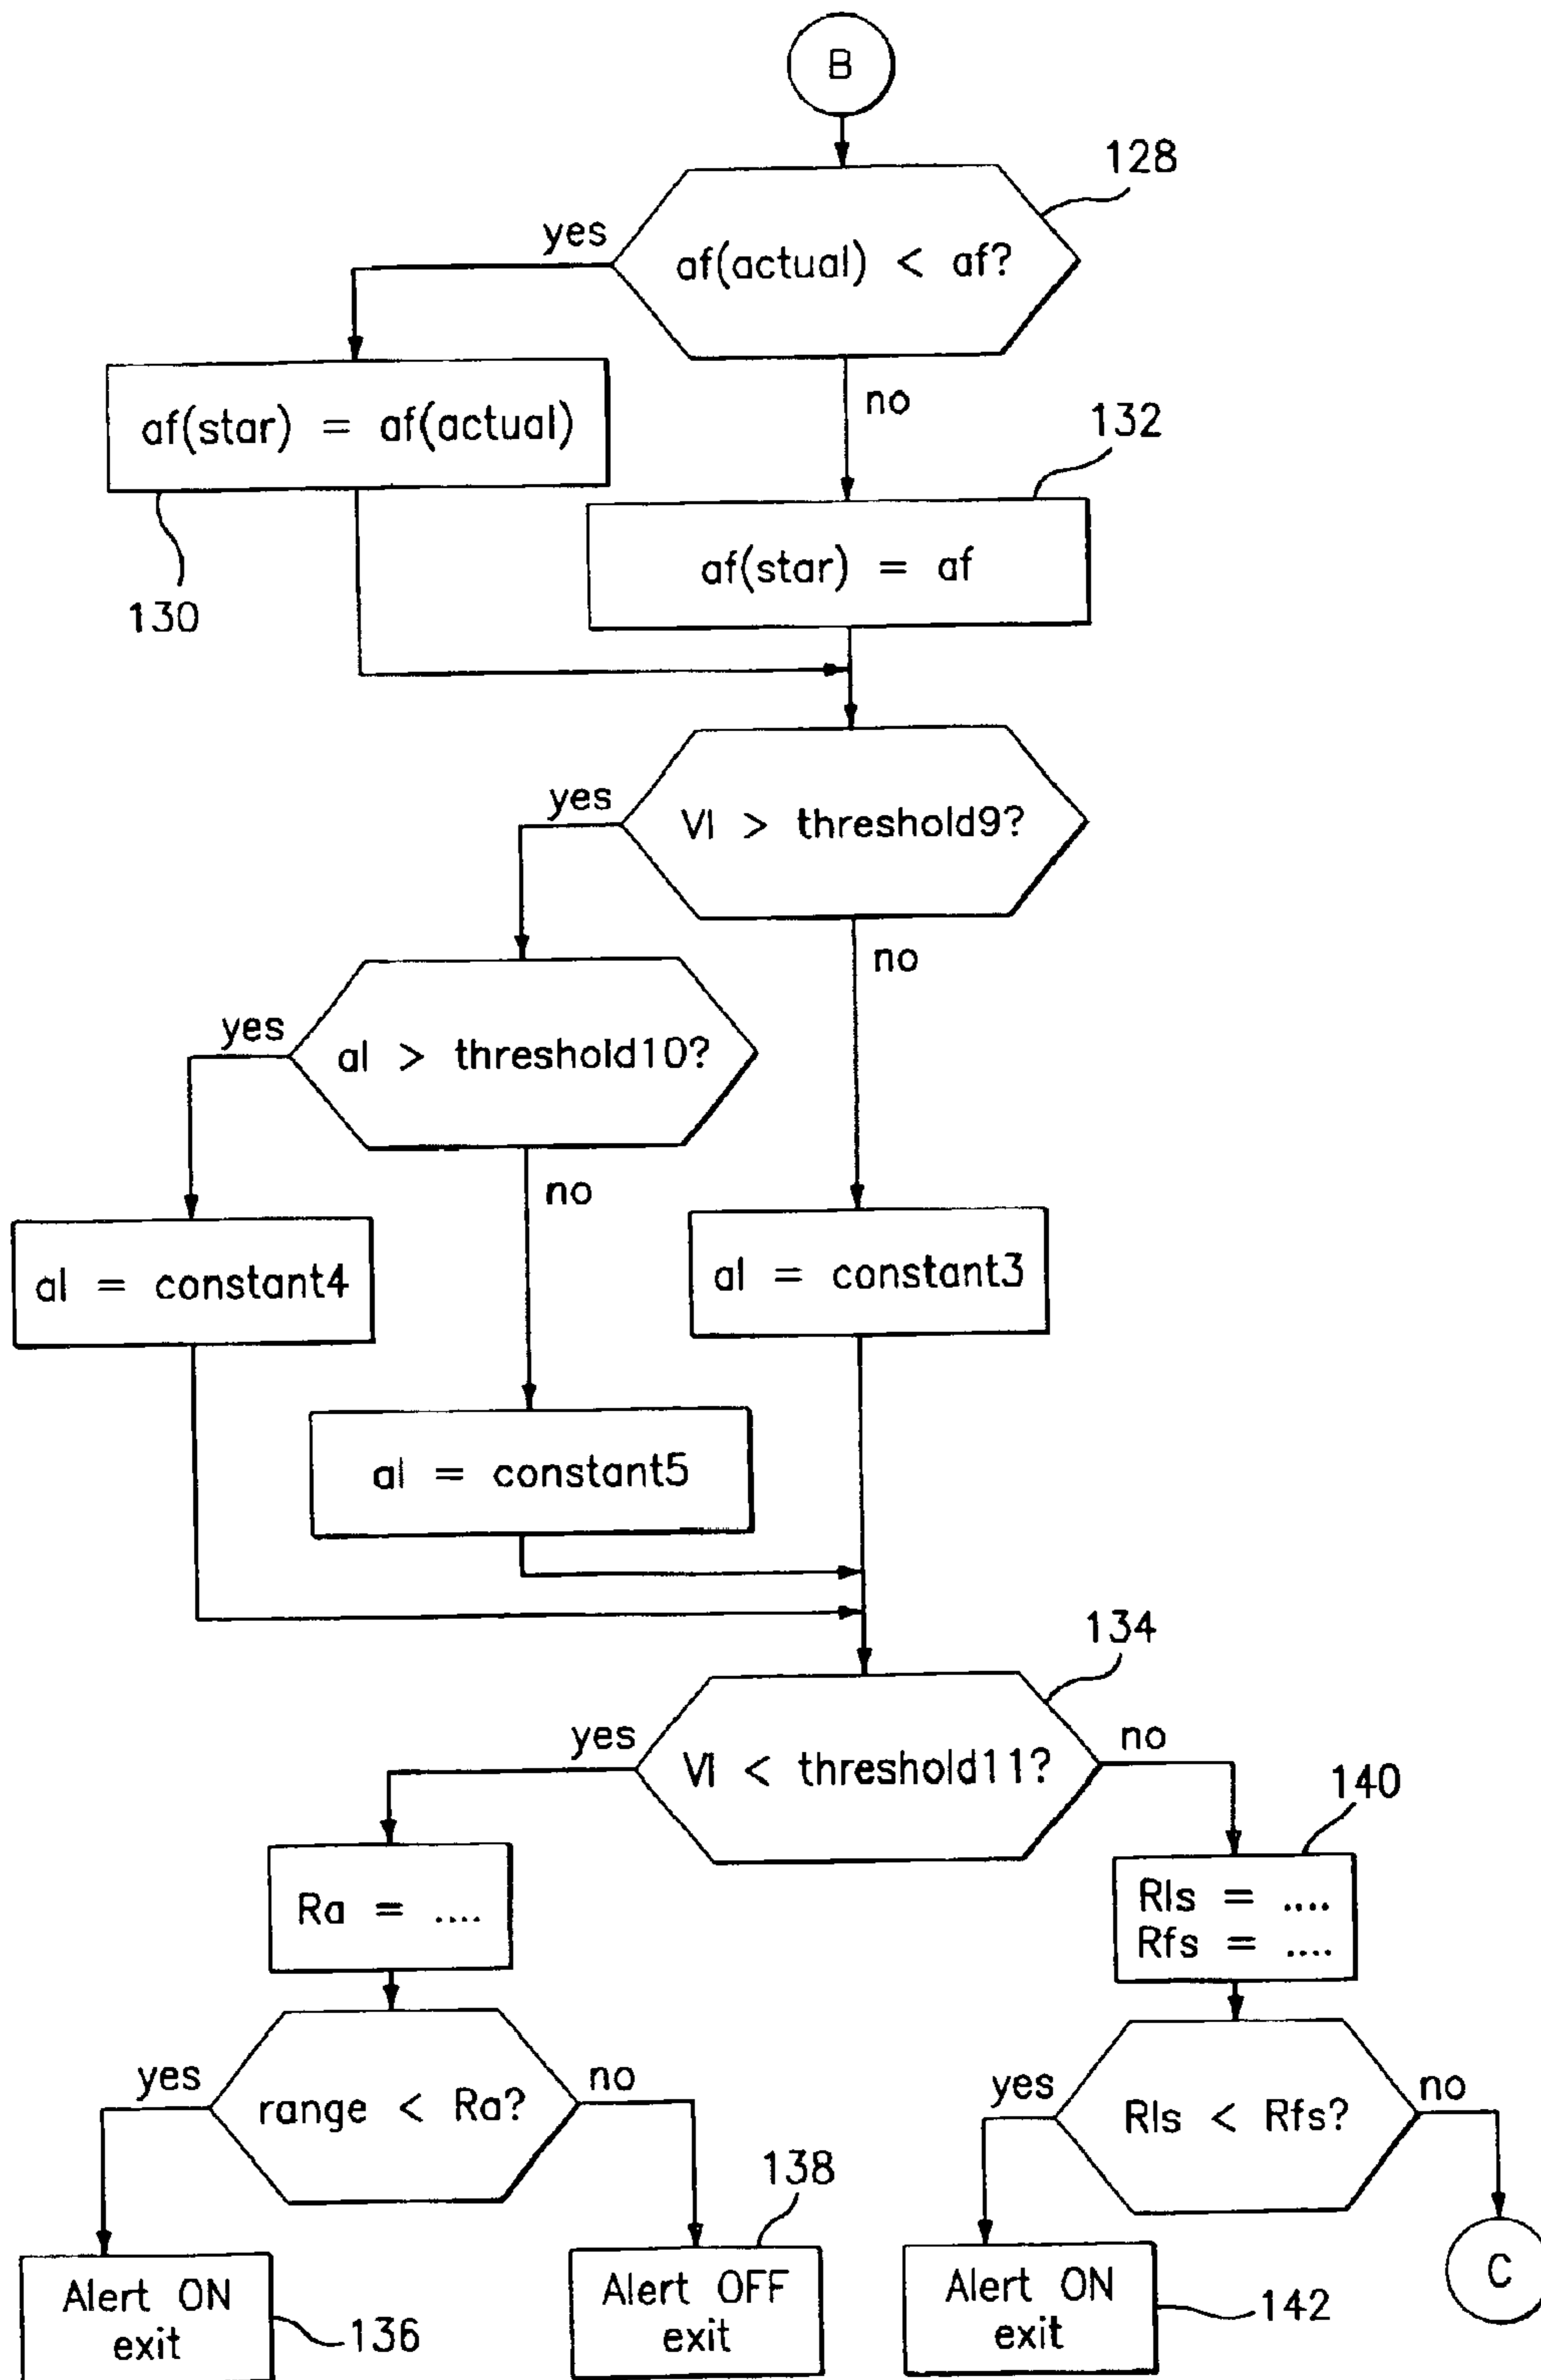 B
128
yes
af(actual) < af?
no
af(star) = af(actual)
132
af(star) = af
130
yes
Vl > threshold9?
no
yes
al > threshold10?
no
al = constant4
al = constant3
al = constant5
134
yes
Vl < threshold11?
no
140
Ra = ....
Rls = ....
Rfs = ....
yes
range < Ra?
no
yes
Rls < Rfs?
no
138
Alert ON
exit
136
Alert OFF
exit
Alert ON
exit
142
C